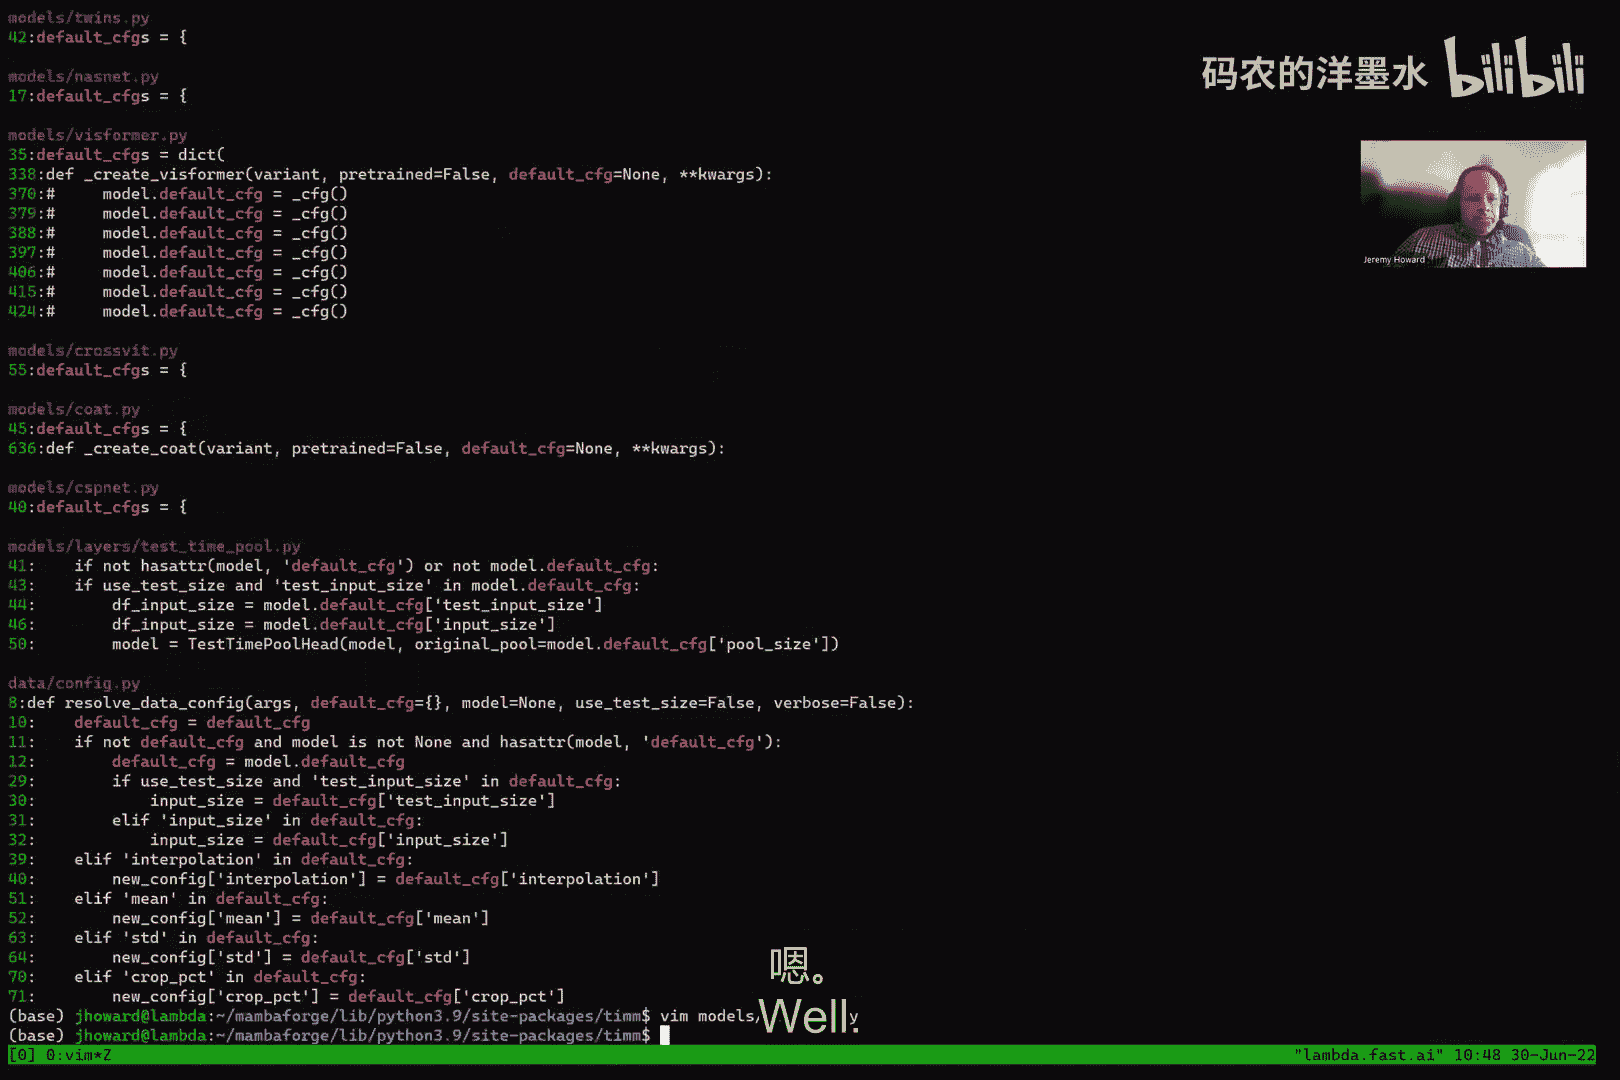 models/twins.py
42:default_cfgs = {
models/nasnet.py
17:default_cfgs = {
models/visformer.py
35:default_cfgs = dict(
338:def _create_visformer(variant, pretrained=False, default_cfg=None, **kwargs):
370:#     model.default_cfg = _cfg()
379:#     model.default_cfg = _cfg()
388:#     model.default_cfg = _cfg()
397:#     model.default_cfg = _cfg()
406:#     model.default_cfg = _cfg()
415:#     model.default_cfg = _cfg()
424:#     model.default_cfg = _cfg()
models/crossvit.py
55:default_cfgs = {
models/coat.py
45:default_cfgs = {
636:def _create_coat(variant, pretrained=False, default_cfg=None, **kwargs):
models/cspnet.py
40:default_cfgs = {
models/layers/test_time_pool.py
41:    if not hasattr(model, 'default_cfg') or not model.default_cfg:
43:    if use_test_size and 'test_input_size' in model.default_cfg:
44:        df_input_size = model.default_cfg['test_input_size']
46:        df_input_size = model.default_cfg['input_size']
50:        model = TestTimePoolHead(model, original_pool=model.default_cfg['pool_size'])
data/config.py
8:def resolve_data_config(args, default_cfg={}, model=None, use_test_size=False, verbose=False):
10:    default_cfg = default_cfg
11:    if not default_cfg and model is not None and hasattr(model, 'default_cfg'):
12:        default_cfg = model.default_cfg
29:        if use_test_size and 'test_input_size' in default_cfg:
30:            input_size = default_cfg['test_input_size']
31:        elif 'input_size' in default_cfg:
32:            input_size = default_cfg['input_size']
39:    elif 'interpolation' in default_cfg:
40:        new_config['interpolation'] = default_cfg['interpolation']
51:    elif 'mean' in default_cfg:
52:        new_config['mean'] = default_cfg['mean']
63:    elif 'std' in default_cfg:
64:        new_config['std'] = default_cfg['std']
70:    elif 'crop_pct' in default_cfg:
71:        new_config['crop_pct'] = default_cfg['crop_pct']
(base) jhoward@lambda:~/mambaforge/lib/python3.9/site-packages/timm$ vim models/
(base) jhoward@lambda:~/mambaforge/lib/python3.9/site-packages/timm$
[0] 0:vim*Z "lambda.fast.ai" 10:48 30-Jun-22
码农的洋墨水 bilibili
Jeremy Howard
嗯。
Well.